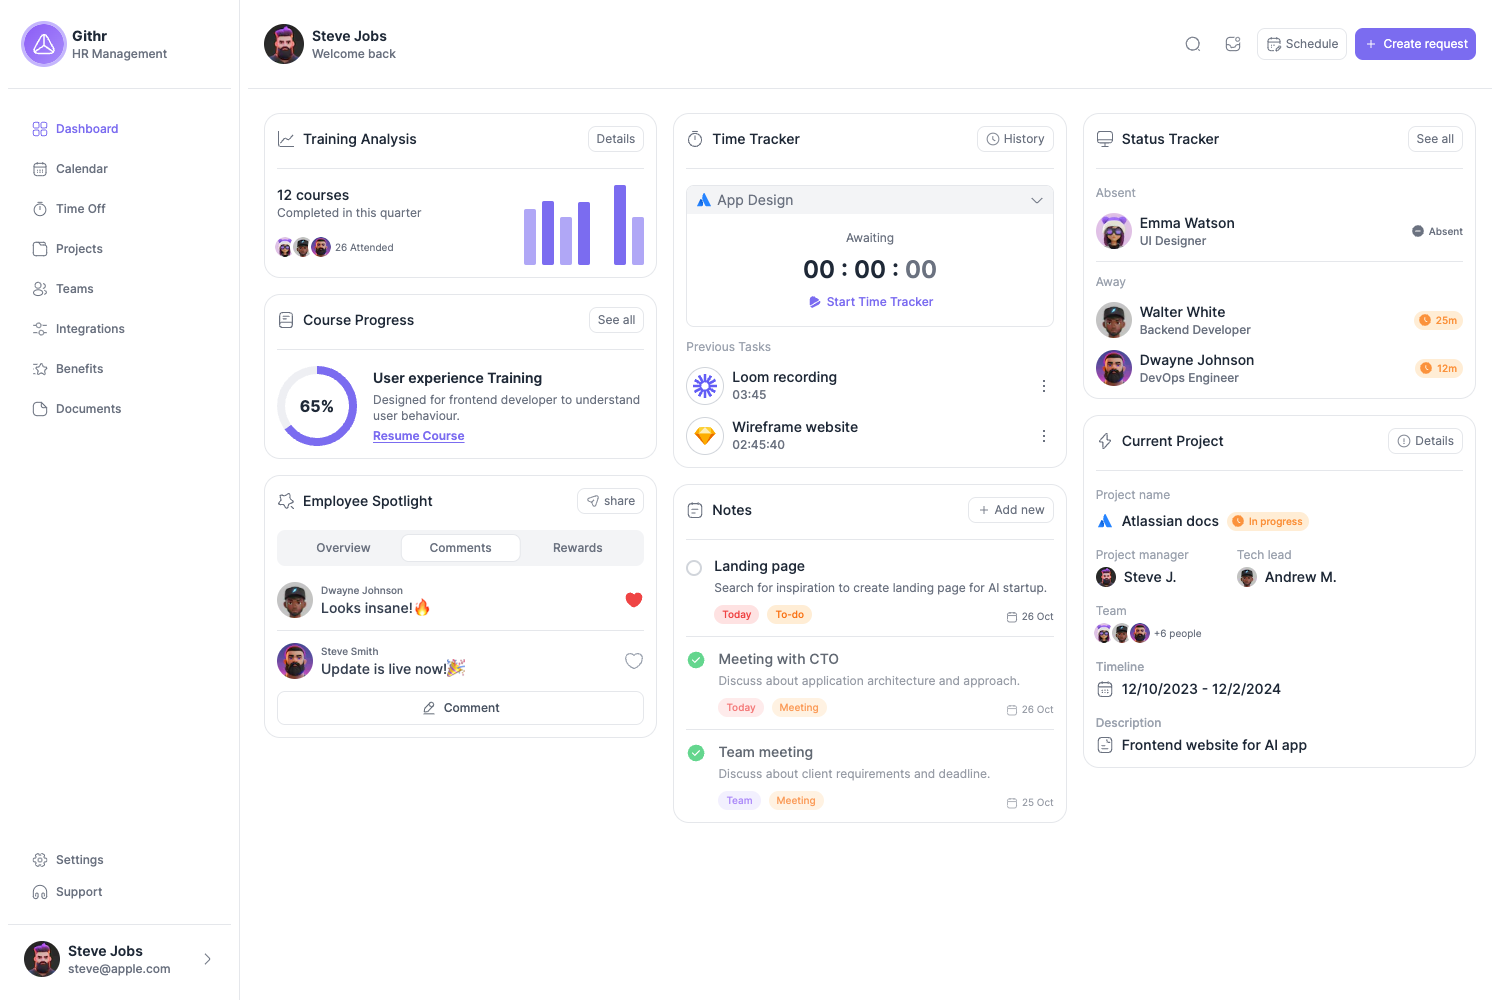 Githr
HR Management
Dashboard
Calendar
Time Off
Projects
Teams
Integrations
Benefits
Documents
Settings
Support
Steve Jobs
steve@apple.com
Steve Jobs
Welcome back
Schedule
Create request
Training Analysis
Details
12 courses
Completed in this quarter
26 Attended
Course Progress
See all
65%
User experience Training
Designed for frontend developer to understand
user behaviour.
Resume Course
Employee Spotlight
share
Overview
Comments
Rewards
Dwayne Johnson
Looks insane!🔥
Steve Smith
Update is live now!🎉
Comment
Time Tracker
History
App Design
Awaiting
00 : 00 : 00
Start Time Tracker
Previous Tasks
Loom recording
03:45
Wireframe website
02:45:40
Notes
Add new
Landing page
Search for inspiration to create landing page for AI startup.
Today
To-do
26 Oct
Meeting with CTO
Discuss about application architecture and approach.
Today
Meeting
26 Oct
Team meeting
Discuss about client requirements and deadline.
Team
Meeting
25 Oct
Status Tracker
See all
Absent
Emma Watson
UI Designer
Absent
Away
Walter White
Backend Developer
25m
Dwayne Johnson
DevOps Engineer
12m
Current Project
Details
Project name
Atlassian docs
In progress
Project manager
Tech lead
Steve J.
Andrew M.
Team
+6 people
Timeline
12/10/2023 - 12/2/2024
Description
Frontend website for AI app